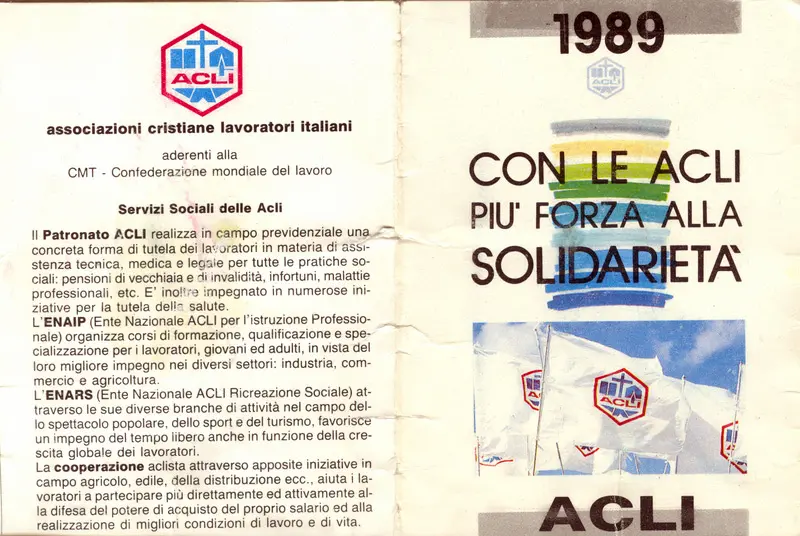 ACLI
associazioni cristiane lavoratori italiani
aderenti alla
CMT - Confederazione mondiale del lavoro
Servizi Sociali delle Acli
Il Patronato ACLI realizza in campo previdenziale una
concreta forma di tutela dei lavoratori in materia di assi-
stenza tecnica, medica e legale per tutte le pratiche so-
ciali: pensioni di vecchiaia e di invalidità, infortuni, malattie
professionali, etc. E' inoltre impegnato in numerose ini-
ziative per la tutela della salute.
L'ENAIP (Ente Nazionale ACLI per l'istruzione Professio-
nale) organizza corsi di formazione, qualificazione e spe-
cializzazione per i lavoratori, giovani ed adulti, in vista del
loro migliore impegno nei diversi settori: industria, com-
mercio e agricoltura.
L'ENARS (Ente Nazionale ACLI Ricreazione Sociale) at-
traverso le sue diverse branche di attività nel campo del-
lo spettacolo popolare, dello sport e del turismo, favorisce
un impegno del tempo libero anche in funzione della cre-
scita globale dei lavoratori.
La cooperazione aclista attraverso apposite iniziative in
campo agricolo, edile, della distribuzione ecc., aiuta i la-
voratori a partecipare più direttamente ed attivamente al-
la difesa del potere di acquisto del proprio salario ed alla
realizzazione di migliori condizioni di lavoro e di vita.
1989
ACLI
CON LE ACLI
PIU' FORZA ALLA
SOLIDARIETÀ
ACLI
ACLI